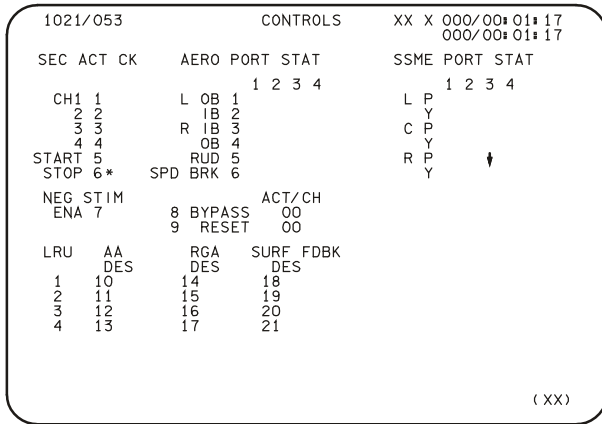 1021/053 CONTROLS XX X 000/00:01:17
000/00:01:17
SEC ACT CK AERO PORT STAT SSME PORT STAT
1 2 3 4 1 2 3 4
CH1 1 L OB 1 L P
2 2 IB 2 Y
3 3 R IB 3 C P
4 4 OB 4 Y
START 5 RUD 5 R P ↓
STOP 6* SPD BRK 6 Y
NEG STIM ACT/CH
ENA 7 8 BYPASS 00
9 RESET 00
LRU AA RGA SURF FDBK
DES DES DES
1 10 14 18
2 11 15 19
3 12 16 20
4 13 17 21
(XX)